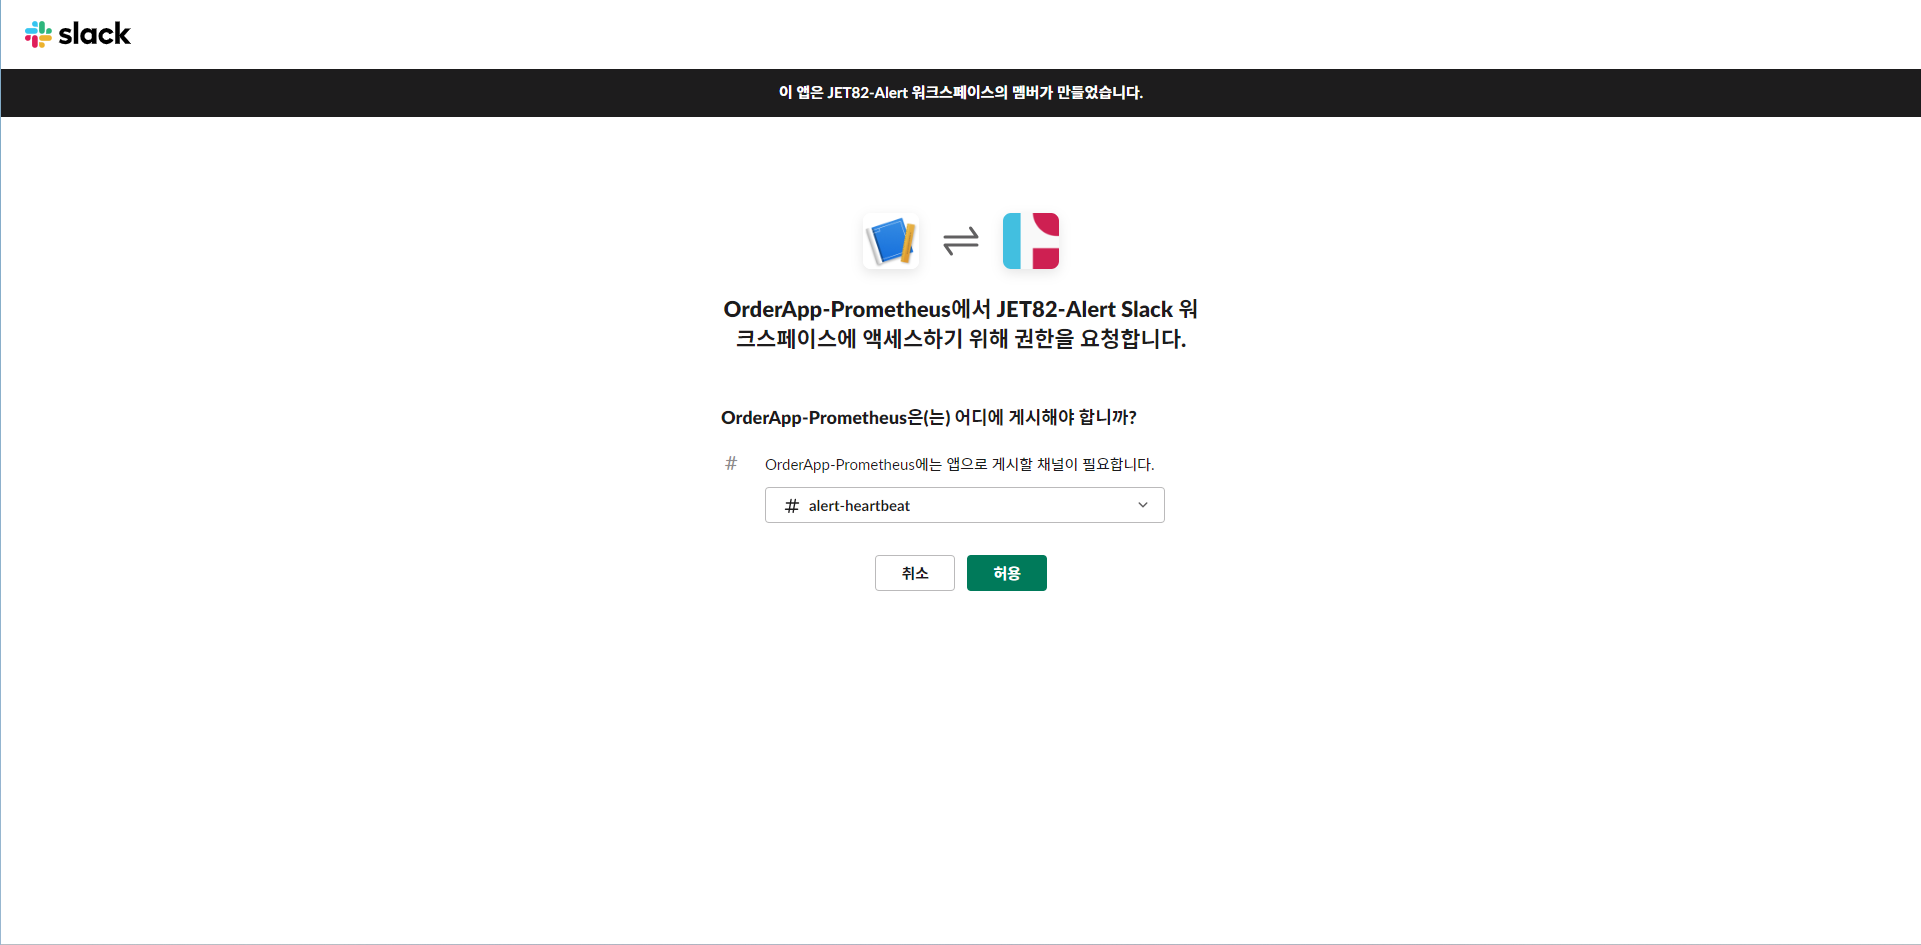 slack
이 앱은 JET82-Alert 워크스페이스의 멤버가 만들었습니다.
OrderApp-Prometheus에서 JET82-Alert Slack 워
크스페이스에 액세스하기 위해 권한을 요청합니다.
OrderApp-Prometheus은(는) 어디에 게시해야 합니까?
# OrderApp-Prometheus에는 앱으로 게시할 채널이 필요합니다.
# alert-heartbeat
취소 허용